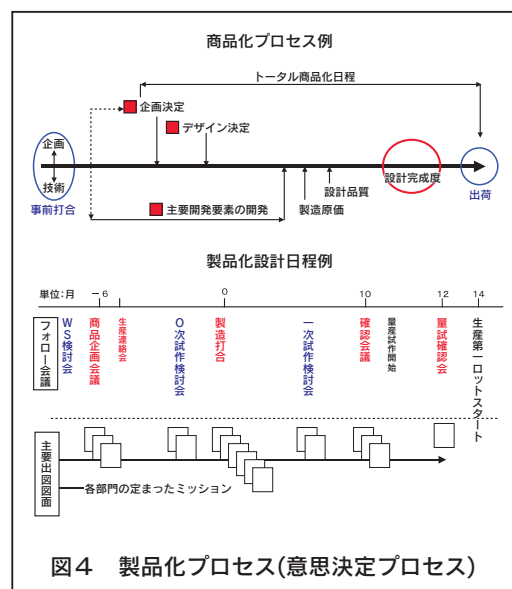 商品化プロセス例
トータル商品化日程
企画決定
デザイン決定
企画
技術
事前打合
主要開発要素の開発
製造原価
設計品質
設計完成度
出荷
製品化設計日程例
単位:月 －6 0 10 12 14
フォロー会議
WS検討会
商品企画会議
生産連絡会
O次試作検討会
製造打合
一次試作検討会
確認会議
量産試作開始
量試確認会
生産第一ロットスタート
主要出図図面
各部門の定まったミッション
図4 製品化プロセス(意思決定プロセス)